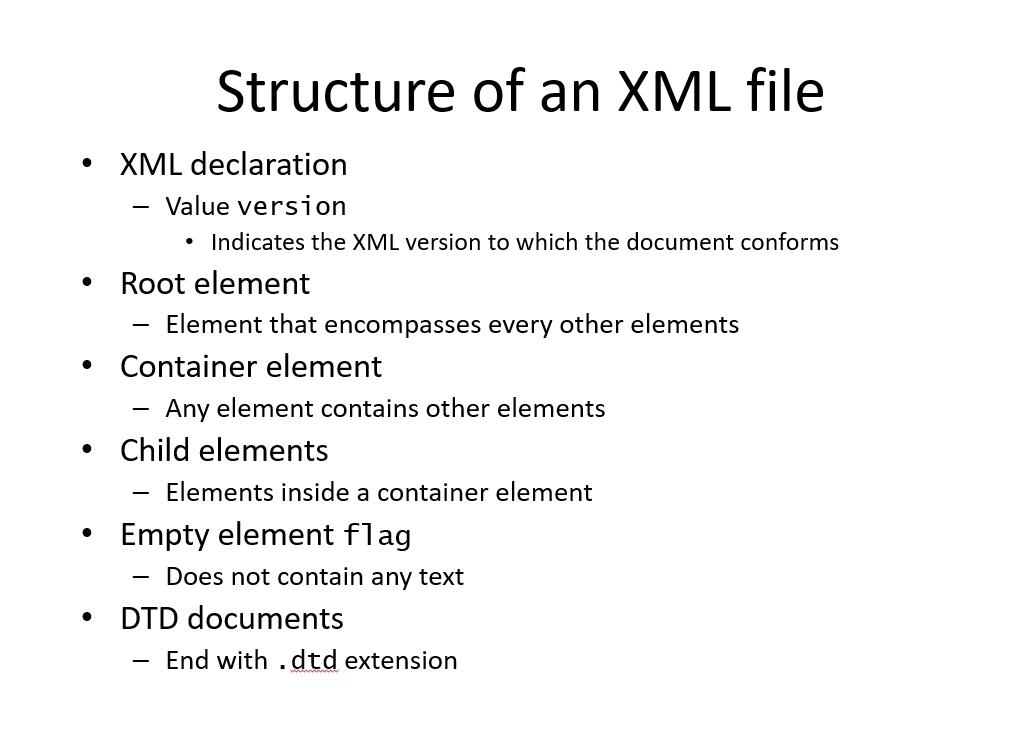 Structure of an XML file
• XML declaration
– Value version
• Indicates the XML version to which the document conforms
• Root element
– Element that encompasses every other elements
• Container element
– Any element contains other elements
• Child elements
– Elements inside a container element
• Empty element flag
– Does not contain any text
• DTD documents
– End with .dtd extension